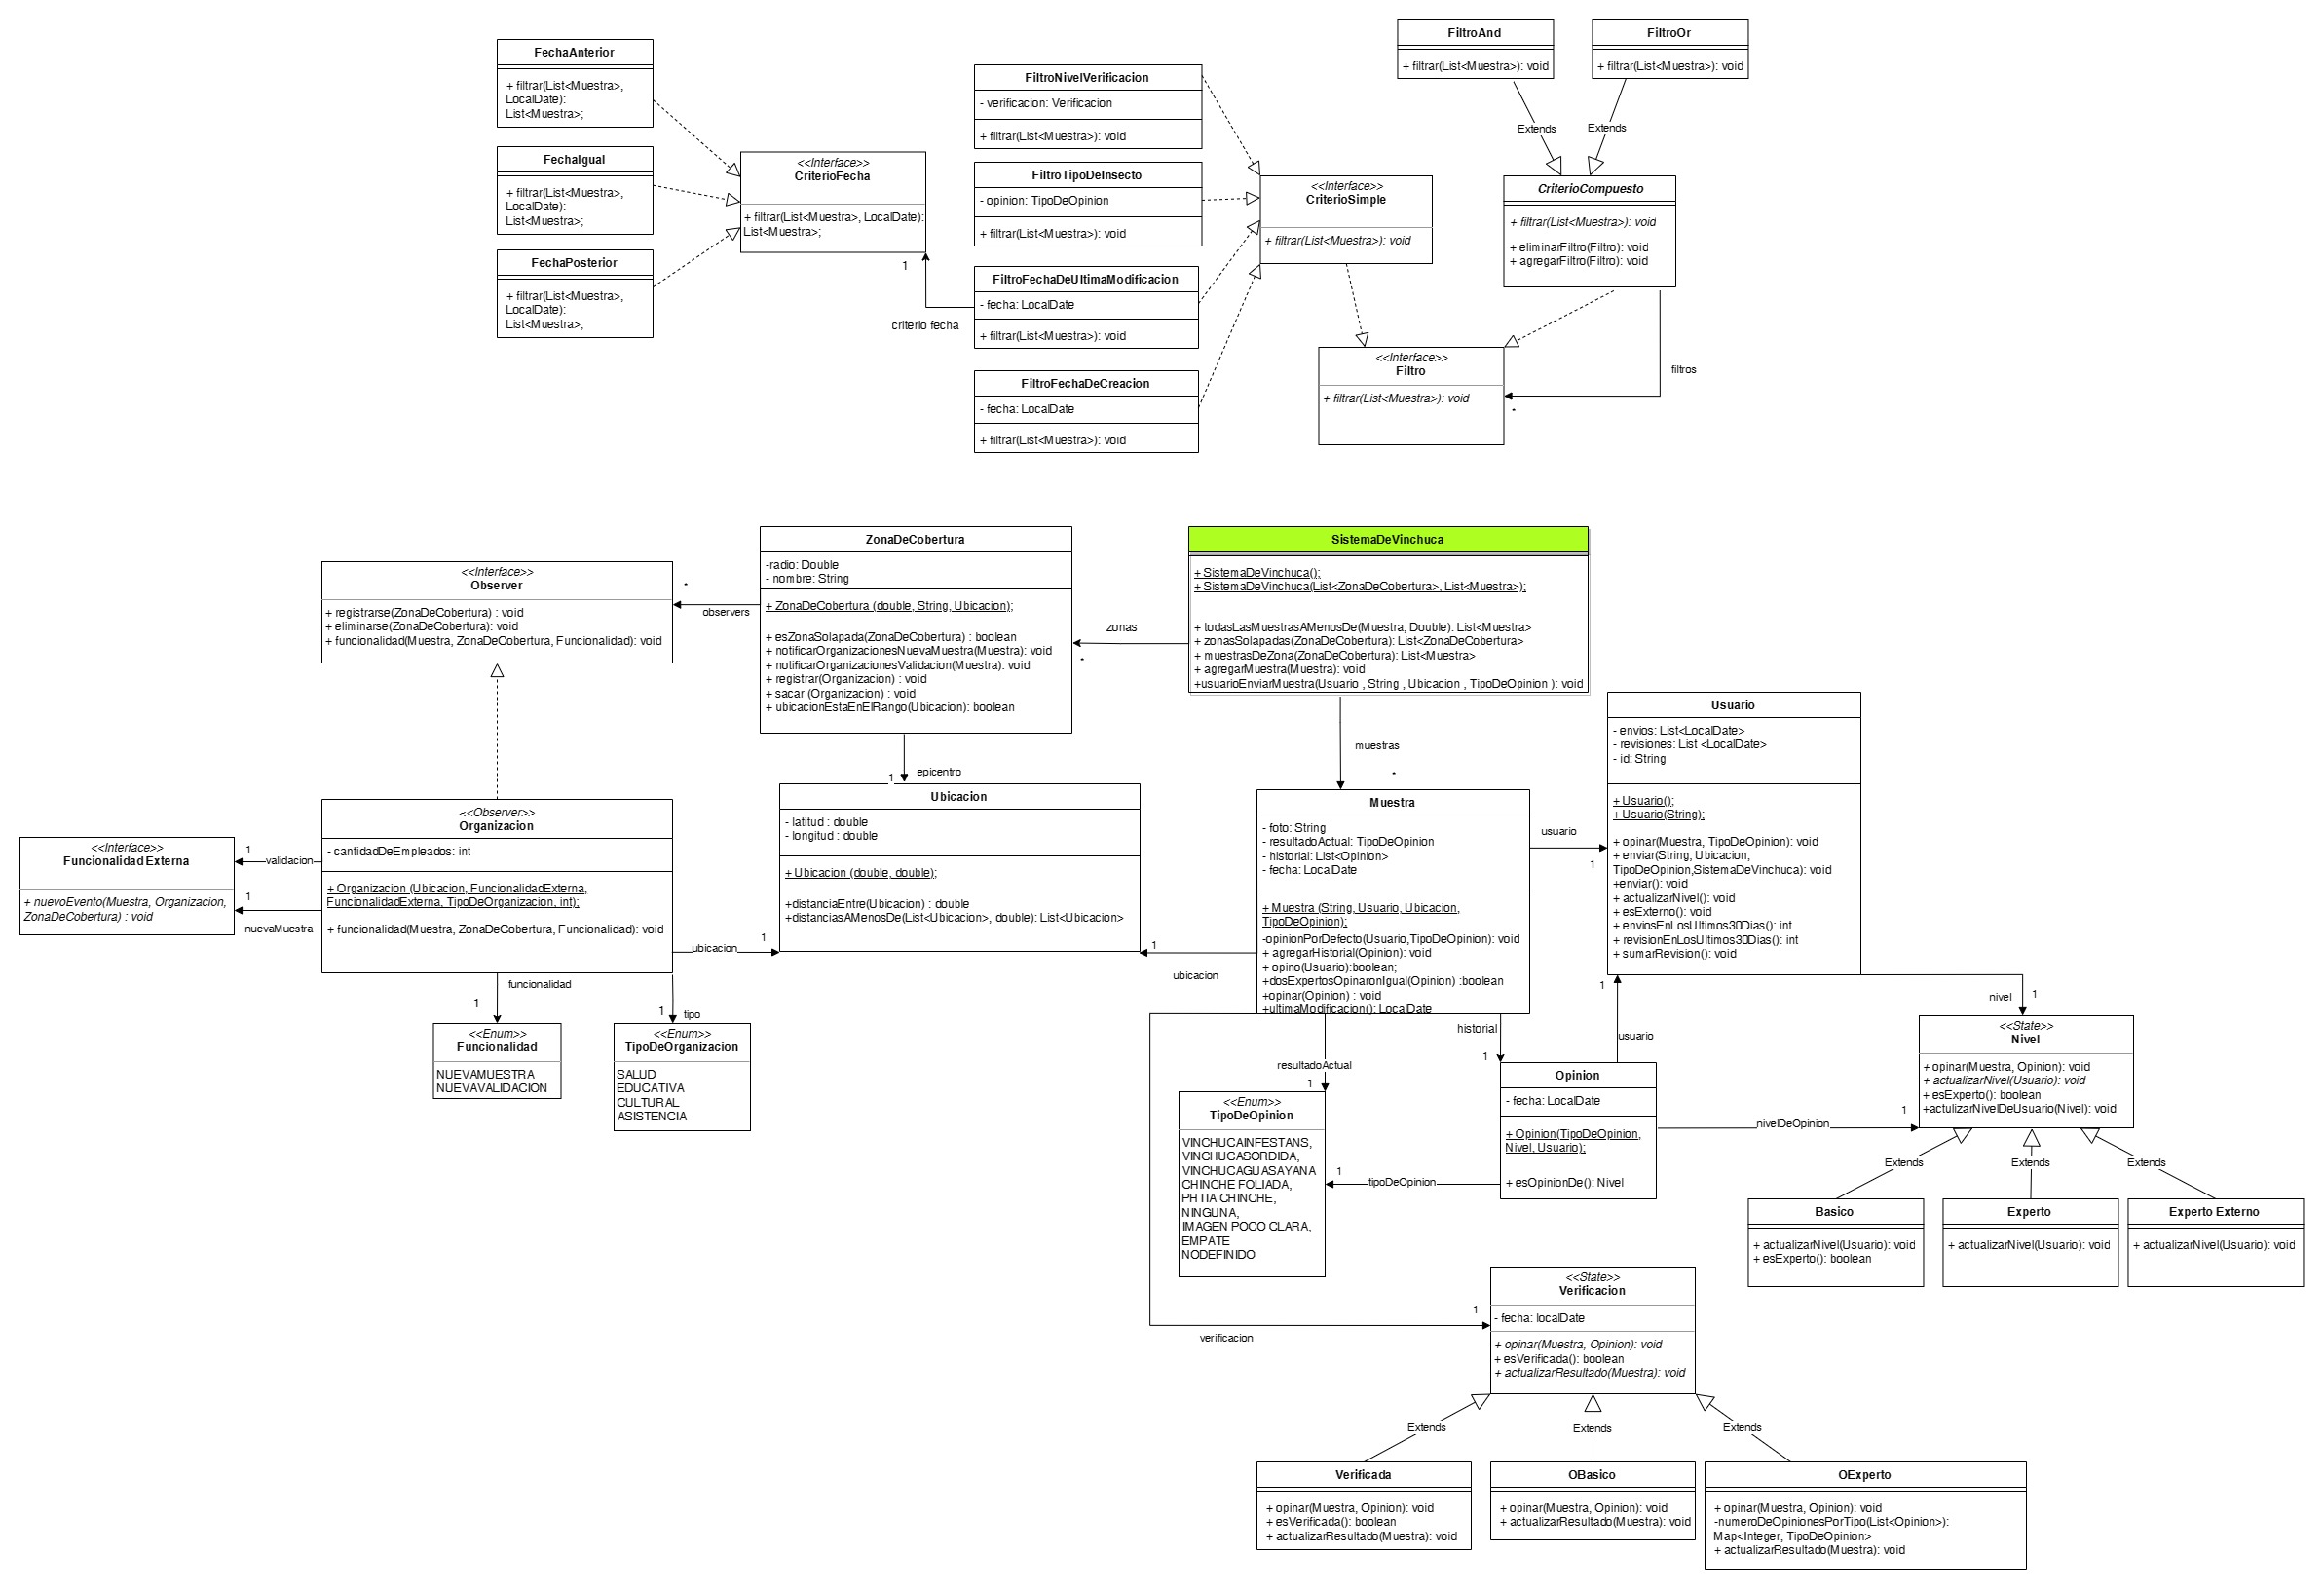 FechaAnterior
+ filtrar(List<Muestra>,
LocalDate):
List<Muestra>;
FechaIgual
+ filtrar(List<Muestra>,
LocalDate):
List<Muestra>;
FechaPosterior
+ filtrar(List<Muestra>,
LocalDate):
List<Muestra>;
<<Interface>>
CriterioFecha
+ filtrar(List<Muestra>, LocalDate):
List<Muestra>;
1
criterio fecha
FiltroNivelVerificacion
- verificacion: Verificacion
+ filtrar(List<Muestra>): void
FiltroTipoDeInsecto
- opinion: TipoDeOpinion
+ filtrar(List<Muestra>): void
FiltroFechaDeUltimaModificacion
- fecha: LocalDate
+ filtrar(List<Muestra>): void
FiltroFechaDeCreacion
- fecha: LocalDate
+ filtrar(List<Muestra>): void
<<Interface>>
CriterioSimple
+ filtrar(List<Muestra>): void
FiltroAnd
+ filtrar(List<Muestra>): void
FiltroOr
+ filtrar(List<Muestra>): void
Extends
Extends
CriterioCompuesto
+ filtrar(List<Muestra>): void
+ eliminarFiltro(Filtro): void
+ agregarFiltro(Filtro): void
<<Interface>>
Filtro
+ filtrar(List<Muestra>): void
filtros
*
<<Interface>>
Observer
+ registrarse(ZonaDeCobertura) : void
+ eliminarse(ZonaDeCobertura): void
+ funcionalidad(Muestra, ZonaDeCobertura, Funcionalidad): void
*
observers
ZonaDeCobertura
-radio: Double
- nombre: String
+ ZonaDeCobertura (double, String, Ubicacion);
+ esZonaSolapada(ZonaDeCobertura) : boolean
+ notificarOrganizacionesNuevaMuestra(Muestra): void
+ notificarOrganizacionesValidacion(Muestra): void
+ registrar(Organizacion) : void
+ sacar (Organizacion) : void
+ ubicacionEstaEnElRango(Ubicacion): boolean
zonas
*
SistemaDeVinchuca
+ SistemaDeVinchuca();
+ SistemaDeVinchuca(List<ZonaDeCobertura>, List<Muestra>);
+ todasLasMuestrasAMenosDe(Muestra, Double): List<Muestra>
+ zonasSolapadas(ZonaDeCobertura): List<ZonaDeCobertura>
+ muestrasDeZona(ZonaDeCobertura): List<Muestra>
+ agregarMuestra(Muestra): void
+usuarioEnviarMuestra(Usuario , String , Ubicacion , TipoDeOpinion ): void
muestras
*
1
epicentro
Usuario
- envios: List<LocalDate>
- revisiones: List <LocalDate>
- id: String
+ Usuario();
+ Usuario(String);
+ opinar(Muestra, TipoDeOpinion): void
+ enviar(String, Ubicacion,
TipoDeOpinion,SistemaDeVinchuca): void
+enviar(): void
+ actualizarNivel(): void
+ esExterno(): void
+ enviosEnLosUltimos30Dias(): int
+ revisionEnLosUltimos30Dias(): int
+ sumarRevision(): void
<<Interface>>
Funcionalidad Externa
+ nuevoEvento(Muestra, Organizacion,
ZonaDeCobertura) : void
1
validacion
1
nuevaMuestra
<<Observer>>
Organizacion
- cantidadDeEmpleados: int
+ Organizacion (Ubicacion, FuncionalidadExterna,
FuncionalidadExterna, TipoDeOrganizacion, int);
+ funcionalidad(Muestra, ZonaDeCobertura, Funcionalidad): void
ubicacion
1
Ubicacion
- latitud : double
- longitud : double
+ Ubicacion (double, double);
+distanciaEntre(Ubicacion) : double
+distanciasAMenosDe(List<Ubicacion>, double): List<Ubicacion>
1
ubicacion
Muestra
- foto: String
- resultadoActual: TipoDeOpinion
- historial: List<Opinion>
- fecha: LocalDate
+ Muestra (String, Usuario, Ubicacion,
TipoDeOpinion);
-opinionPorDefecto(Usuario,TipoDeOpinion): void
+ agregarHistorial(Opinion): void
+ opino(Usuario):boolean;
+dosExpertosOpinaronIgual(Opinion) :boolean
+opinar(Opinion) : void
+ultimaModificacion(): LocalDate
usuario
1
funcionalidad
1
1
tipo
<<Enum>>
Funcionalidad
NUEVAMUESTRA
NUEVAVALIDACION
<<Enum>>
TipoDeOrganizacion
SALUD
EDUCATIVA
CULTURAL
ASISTENCIA
resultadoActual
1
historial
1
1
usuario
nivel
1
<<Enum>>
TipoDeOpinion
VINCHUCAINFESTANS,
VINCHUCASORDIDA,
VINCHUCAGUASAYANA
CHINCHE FOLIADA,
PHTIA CHINCHE,
NINGUNA,
IMAGEN POCO CLARA,
EMPATE
NODEFINIDO
Opinion
- fecha: LocalDate
+ Opinion(TipoDeOpinion,
Nivel, Usuario);
+ esOpinionDe(): Nivel
1
tipoDeOpinion
nivelDeOpinion
1
<<State>>
Nivel
+ opinar(Muestra, Opinion): void
+ actualizarNivel(Usuario): void
+ esExperto(): boolean
+actulizarNivelDeUsuario(Nivel): void
Extends
Extends
Extends
Basico
+ actualizarNivel(Usuario): void
+ esExperto(): boolean
Experto
+ actualizarNivel(Usuario): void
Experto Externo
+ actualizarNivel(Usuario): void
verificacion
1
<<State>>
Verificacion
- fecha: localDate
+ opinar(Muestra, Opinion): void
+ esVerificada(): boolean
+ actualizarResultado(Muestra): void
Extends
Extends
Extends
Verificada
+ opinar(Muestra, Opinion): void
+ esVerificada(): boolean
+ actualizarResultado(Muestra): void
OBasico
+ opinar(Muestra, Opinion): void
+ actualizarResultado(Muestra): void
OExperto
+ opinar(Muestra, Opinion): void
-numeroDeOpinionesPorTipo(List<Opinion>):
Map<Integer, TipoDeOpinion>
+ actualizarResultado(Muestra): void